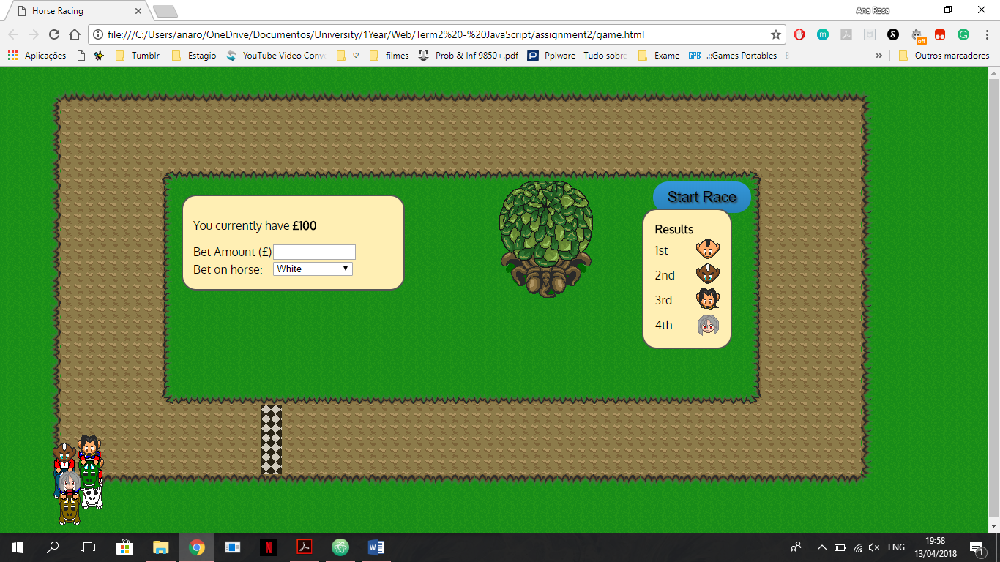 Horse Racing
Ana Rosa
file:///C:/Users/anaro/OneDrive/Documentos/University/1Year/Web/Term2%20-%20JavaScript/assignment2/game.html
Aplicações Tumblr Estagio YouTube Video Conve filmes Prob & Inf 9850+.pdf Pplware - Tudo sobre Exame GPB .::Games Portables - E » Outros marcadores
Start Race
You currently have £100
Bet Amount (£)
Bet on horse: White
Results
1st
2nd
3rd
4th
ENG
19:58
13/04/2018
1